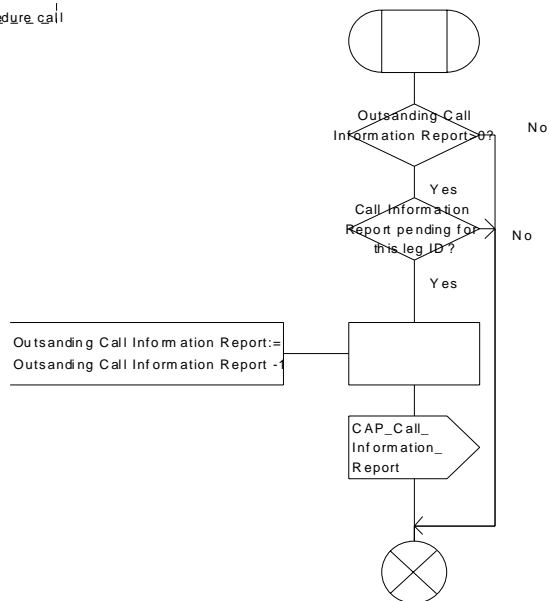 edure call
Outsanding Call
Information Report>0?
No
Yes
Call Information
Report pending for
this leg ID?
No
Yes
Outsanding Call Information Report:=
Outsanding Call Information Report -1
CAP_Call_
Information_
Report